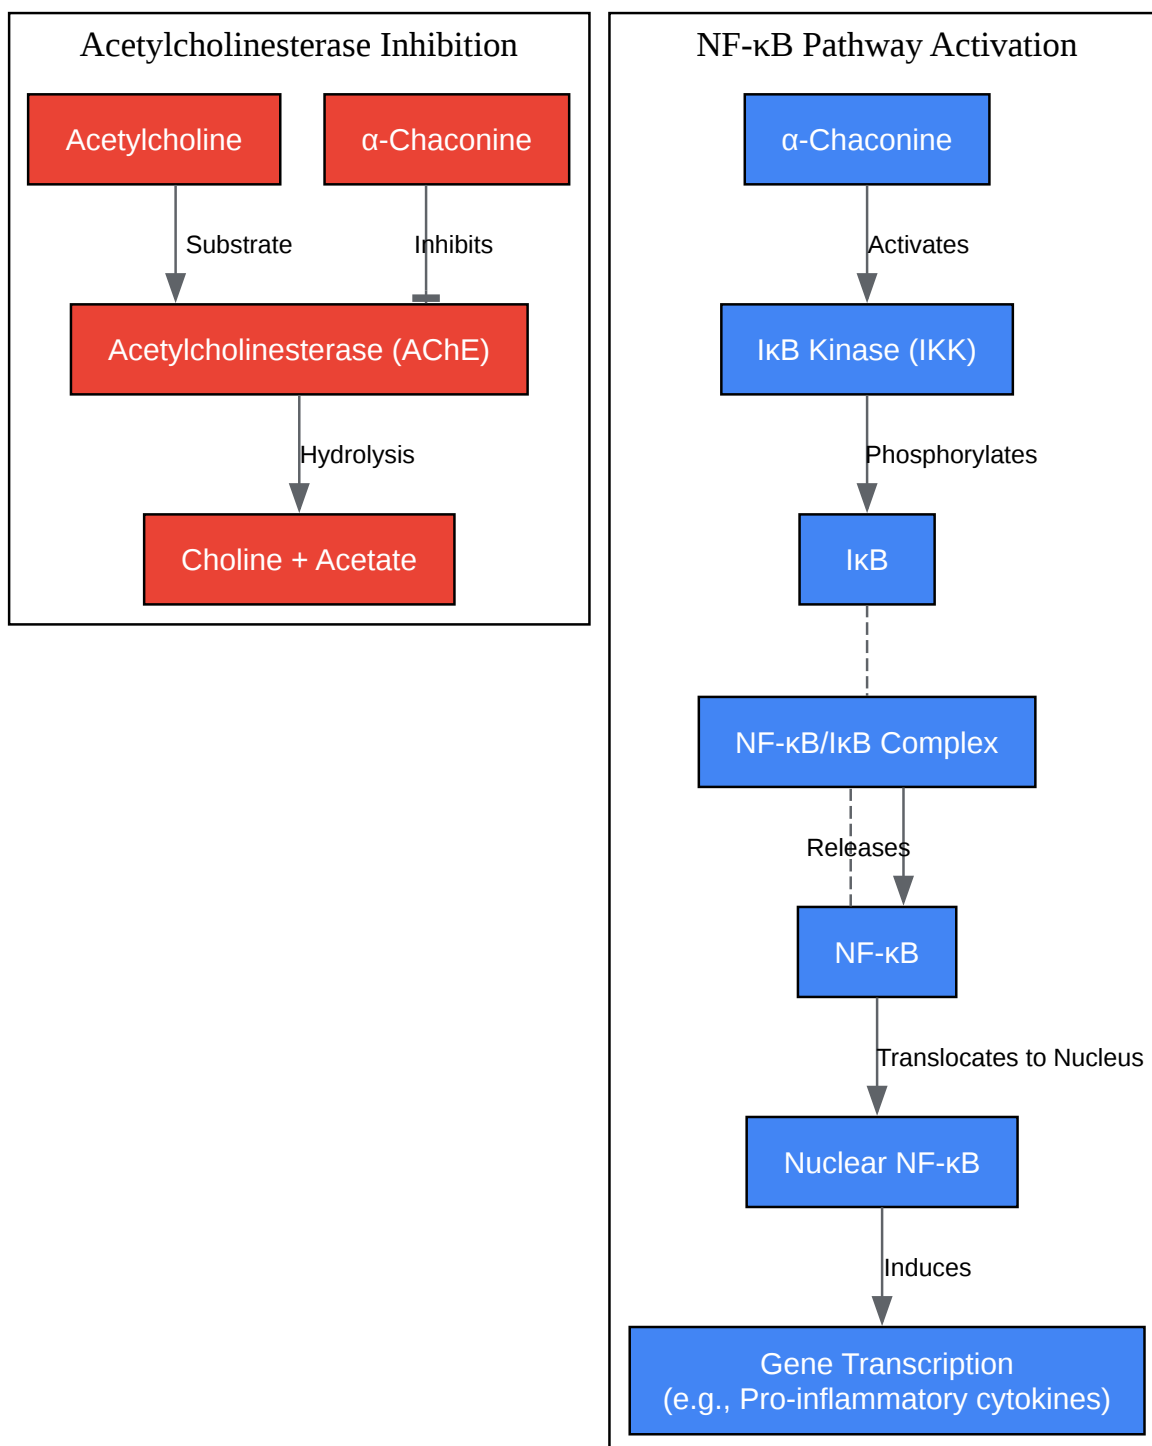 Acetylcholinesterase Inhibition
Acetylcholine
α-Chaconine
Substrate
Inhibits
Acetylcholinesterase (AChE)
Hydrolysis
Choline + Acetate
NF-κB Pathway Activation
α-Chaconine
Activates
IκB Kinase (IKK)
Phosphorylates
IκB
NF-κB/IκB Complex
Releases
NF-κB
Translocates to Nucleus
Nuclear NF-κB
Induces
Gene Transcription
(e.g., Pro-inflammatory cytokines)